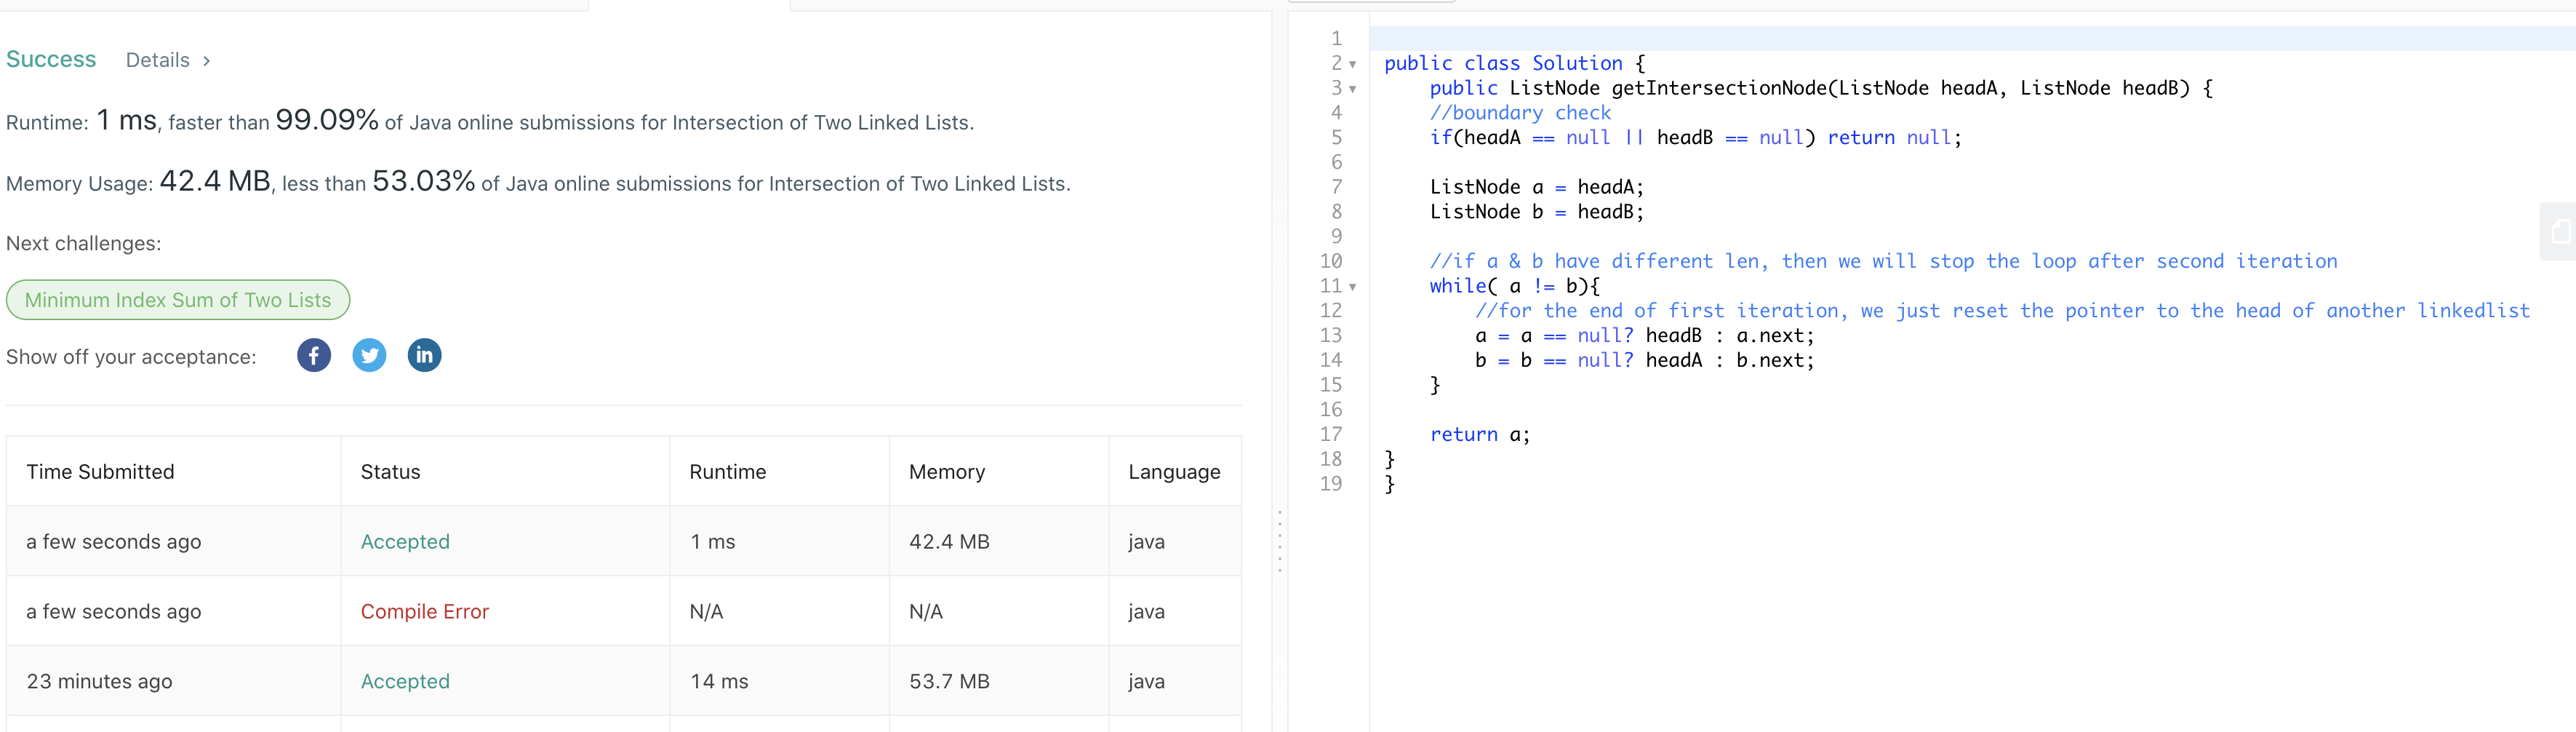 Success Details >
Runtime: 1 ms, faster than 99.09% of Java online submissions for Intersection of Two Linked Lists.
Memory Usage: 42.4 MB, less than 53.03% of Java online submissions for Intersection of Two Linked Lists.
Next challenges:
Minimum Index Sum of Two Lists
Show off your acceptance: f in
Time Submitted Status Runtime Memory Language
a few seconds ago Accepted 1 ms 42.4 MB java
a few seconds ago Compile Error N/A N/A java
23 minutes ago Accepted 14 ms 53.7 MB java
1
2 public class Solution {
3     public ListNode getIntersectionNode(ListNode headA, ListNode headB) {
4     //boundary check
5     if(headA == null || headB == null) return null;
6
7     ListNode a = headA;
8     ListNode b = headB;
9
10     //if a & b have different len, then we will stop the loop after second iteration
11     while( a != b){
12         //for the end of first iteration, we just reset the pointer to the head of another linkedlist
13         a = a == null? headB : a.next;
14         b = b == null? headA : b.next;
15     }
16
17     return a;
18 }
19 }